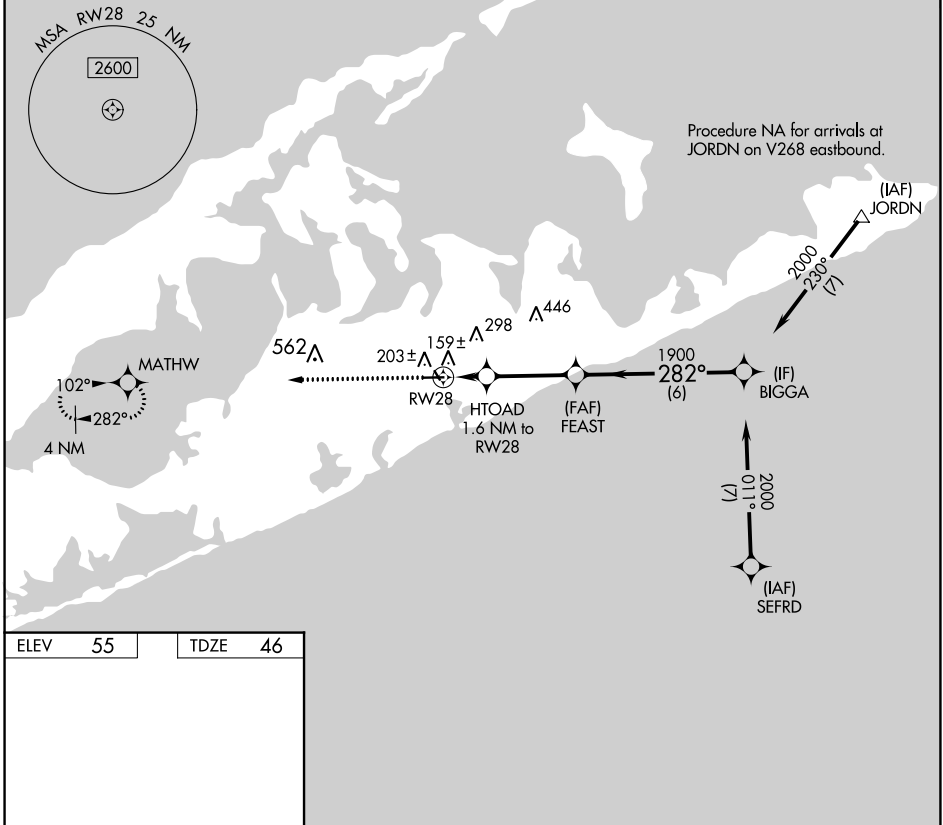 MSA RW28 25 NM
2600
Procedure NA for arrivals at
JORDN on V268 eastbound.
(IAF)
JORDN
2000
230°
(7)
446
298
159±
203±
562
MATHW
102°
282°
4 NM
RW28
HTOAD
1.6 NM to
RW28
(FAF)
FEAST
1900
282°
(6)
(IF)
BIGGA
2000
011°
(7)
(IAF)
SEFRD
ELEV 55
TDZE 46